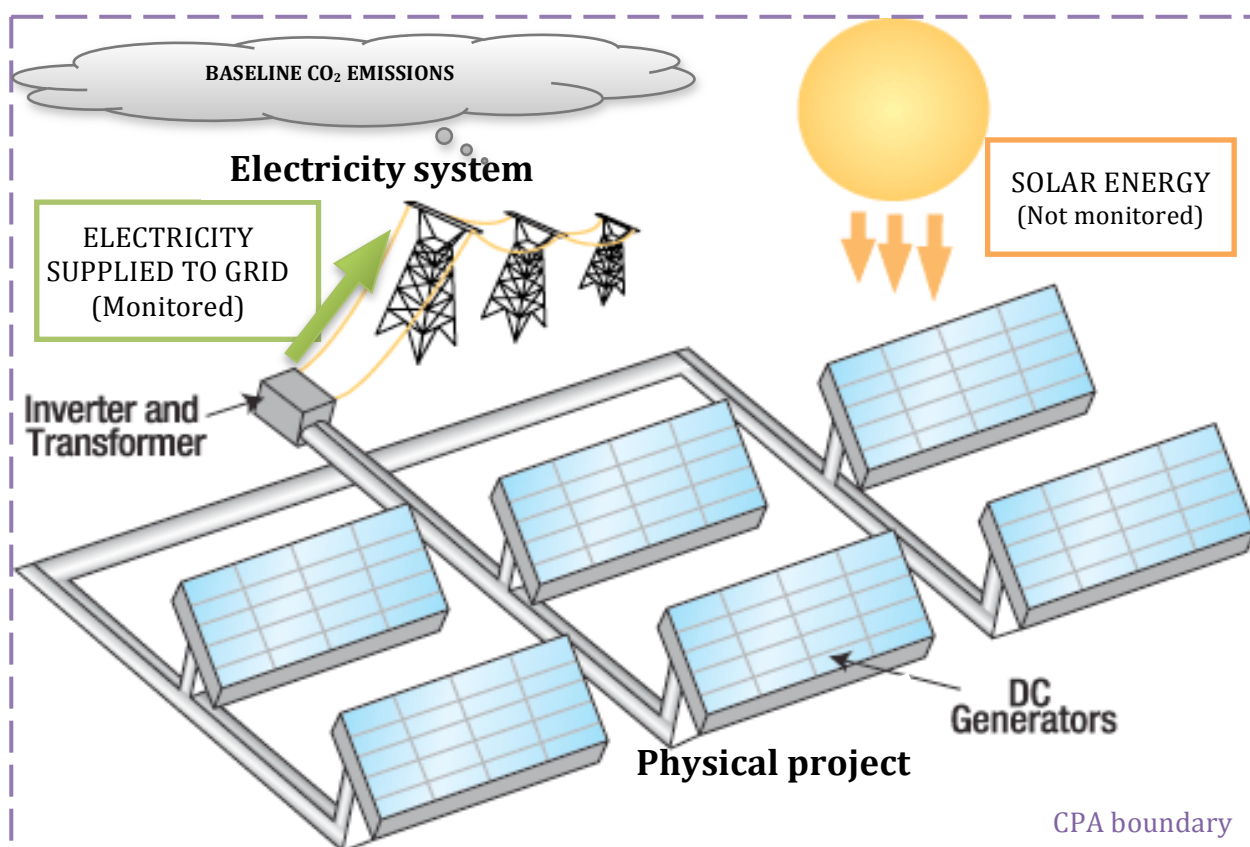 BASELINE CO₂ EMISSIONS
Electricity system
SOLAR ENERGY
(Not monitored)
ELECTRICITY
SUPPLIED TO GRID
(Monitored)
Inverter and
Transformer
DC
Generators
Physical project
CPA boundary